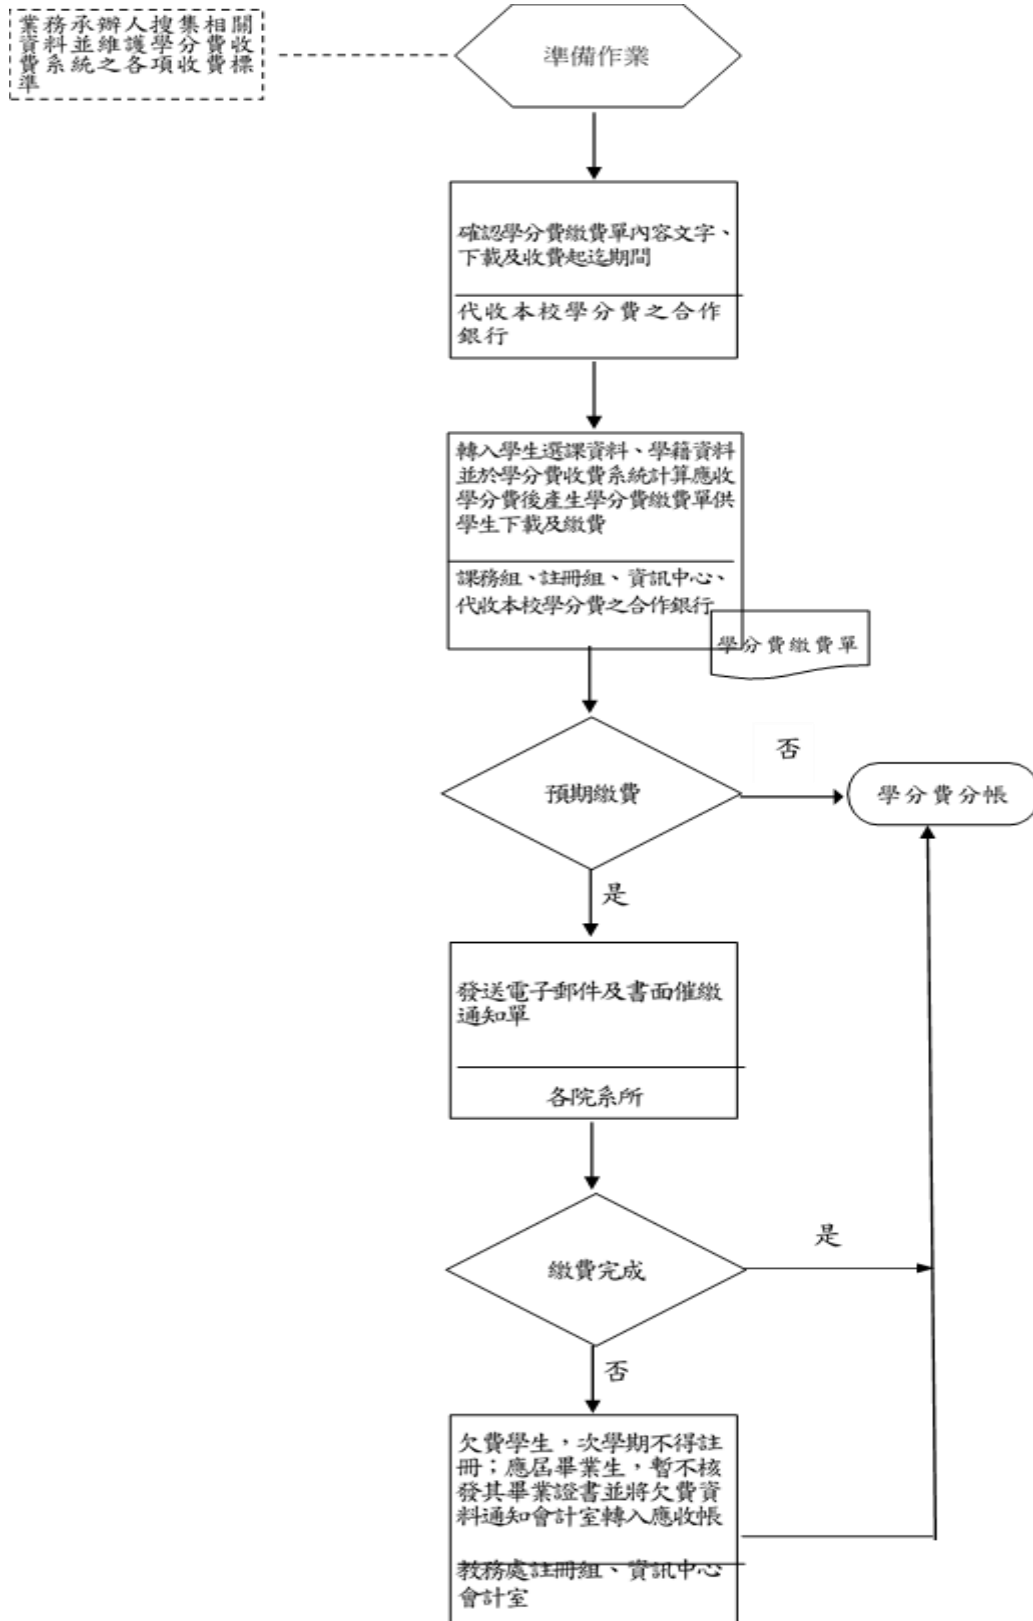 業務承辦人搜集相關
資料並維護學分費收
費系統之各項收費標
準
準備作業
確認學分費繳費單內容文字、
下載及收費起迄期間
代收本校學分費之合作
銀行
轉入學生選課資料、學籍資料
並於學分費收費系統計算應收
學分費後產生學分費繳費單供
學生下載及繳費
課務組、註冊組、資訊中心、
代收本校學分費之合作銀行
學分費繳費單
預期繳費
否
學分費分帳
是
發送電子郵件及書面催繳
通知單
各院系所
繳費完成
是
否
欠費學生，次學期不得註
冊；應屆畢業生，暫不核
發其畢業證書並將欠費資
料通知會計室轉入應收帳
教務處註冊組、資訊中心
會計室